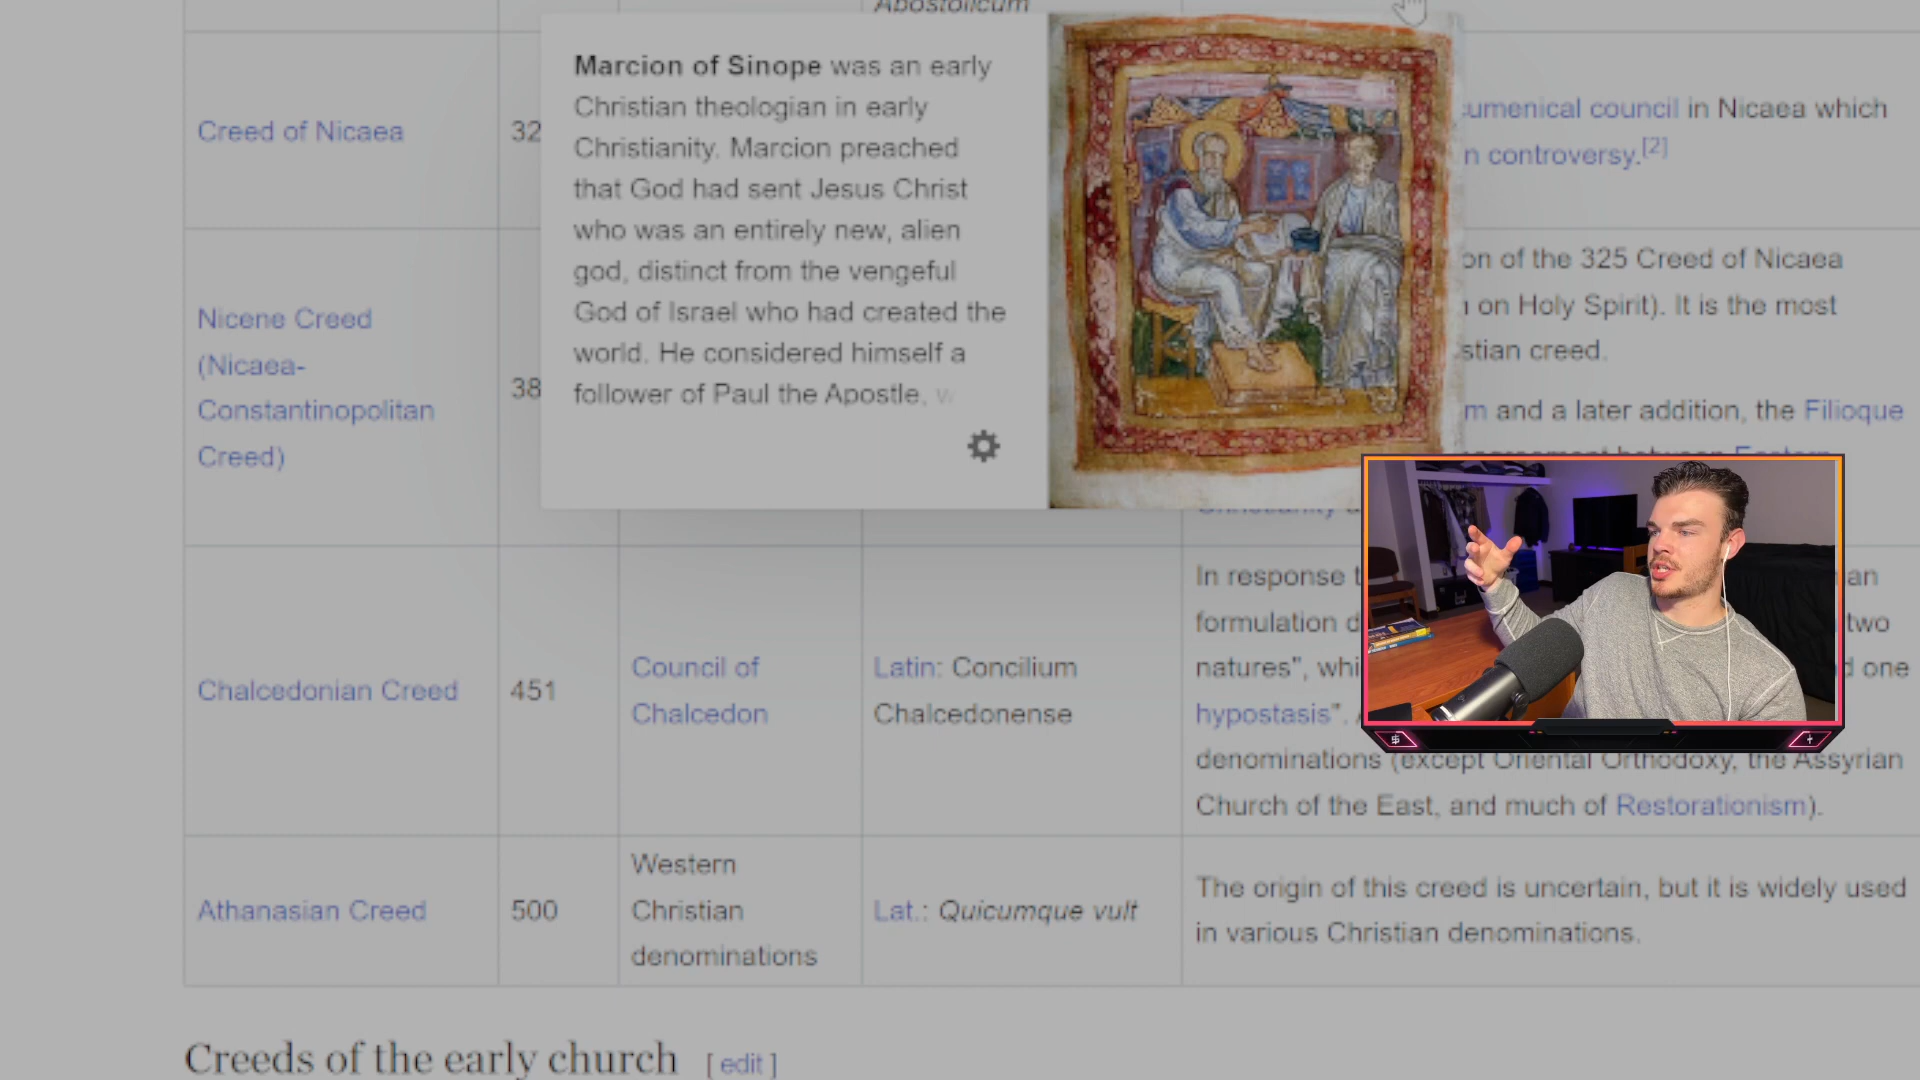 Apostolicum
Marcion of Sinope was an early
Christian theologian in early
Christianity. Marcion preached
that God had sent Jesus Christ
who was an entirely new, alien
god, distinct from the vengeful
God of Israel who had created the
world. He considered himself a
follower of Paul the Apostle,
Creed of Nicaea
32
cumenical council in Nicaea which
n controversy.[2]
Nicene Creed
(Nicaea-
Constantinopolitan
Creed)
38
on of the 325 Creed of Nicaea
on Holy Spirit). It is the most
stian creed.
m and a later addition, the Filioque
agreement between Eastern
Christianity
Chalcedonian Creed
451
Council of
Chalcedon
Latin: Concilium
Chalcedonense
In response t an
formulation d two
natures", whi d one
hypostasis".
denominations (except Oriental Orthodoxy, the Assyrian
Church of the East, and much of Restorationism).
Athanasian Creed
500
Western
Christian
denominations
Lat.: Quicumque vult
The origin of this creed is uncertain, but it is widely used
in various Christian denominations.
Creeds of the early church [ edit ]